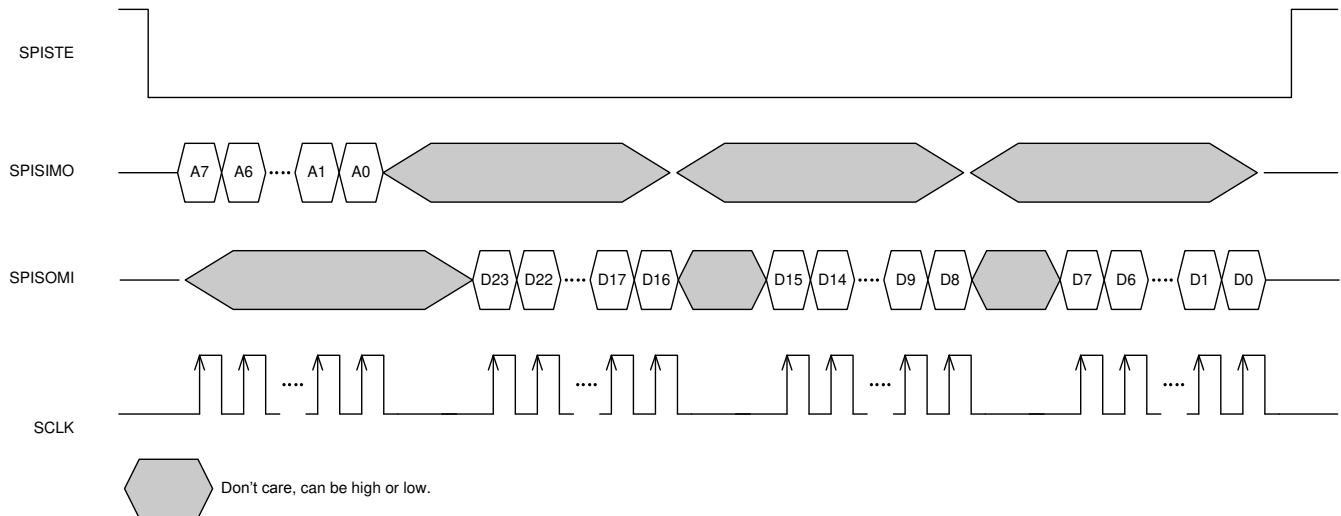 SPISTE
SPISIMO A7 A6 .... A1 A0
SPISOMI D23 D22 .... D17 D16 D15 D14 .... D9 D8 D7 D6 .... D1 D0
SCLK .... .... .... ....
Don't care, can be high or low.